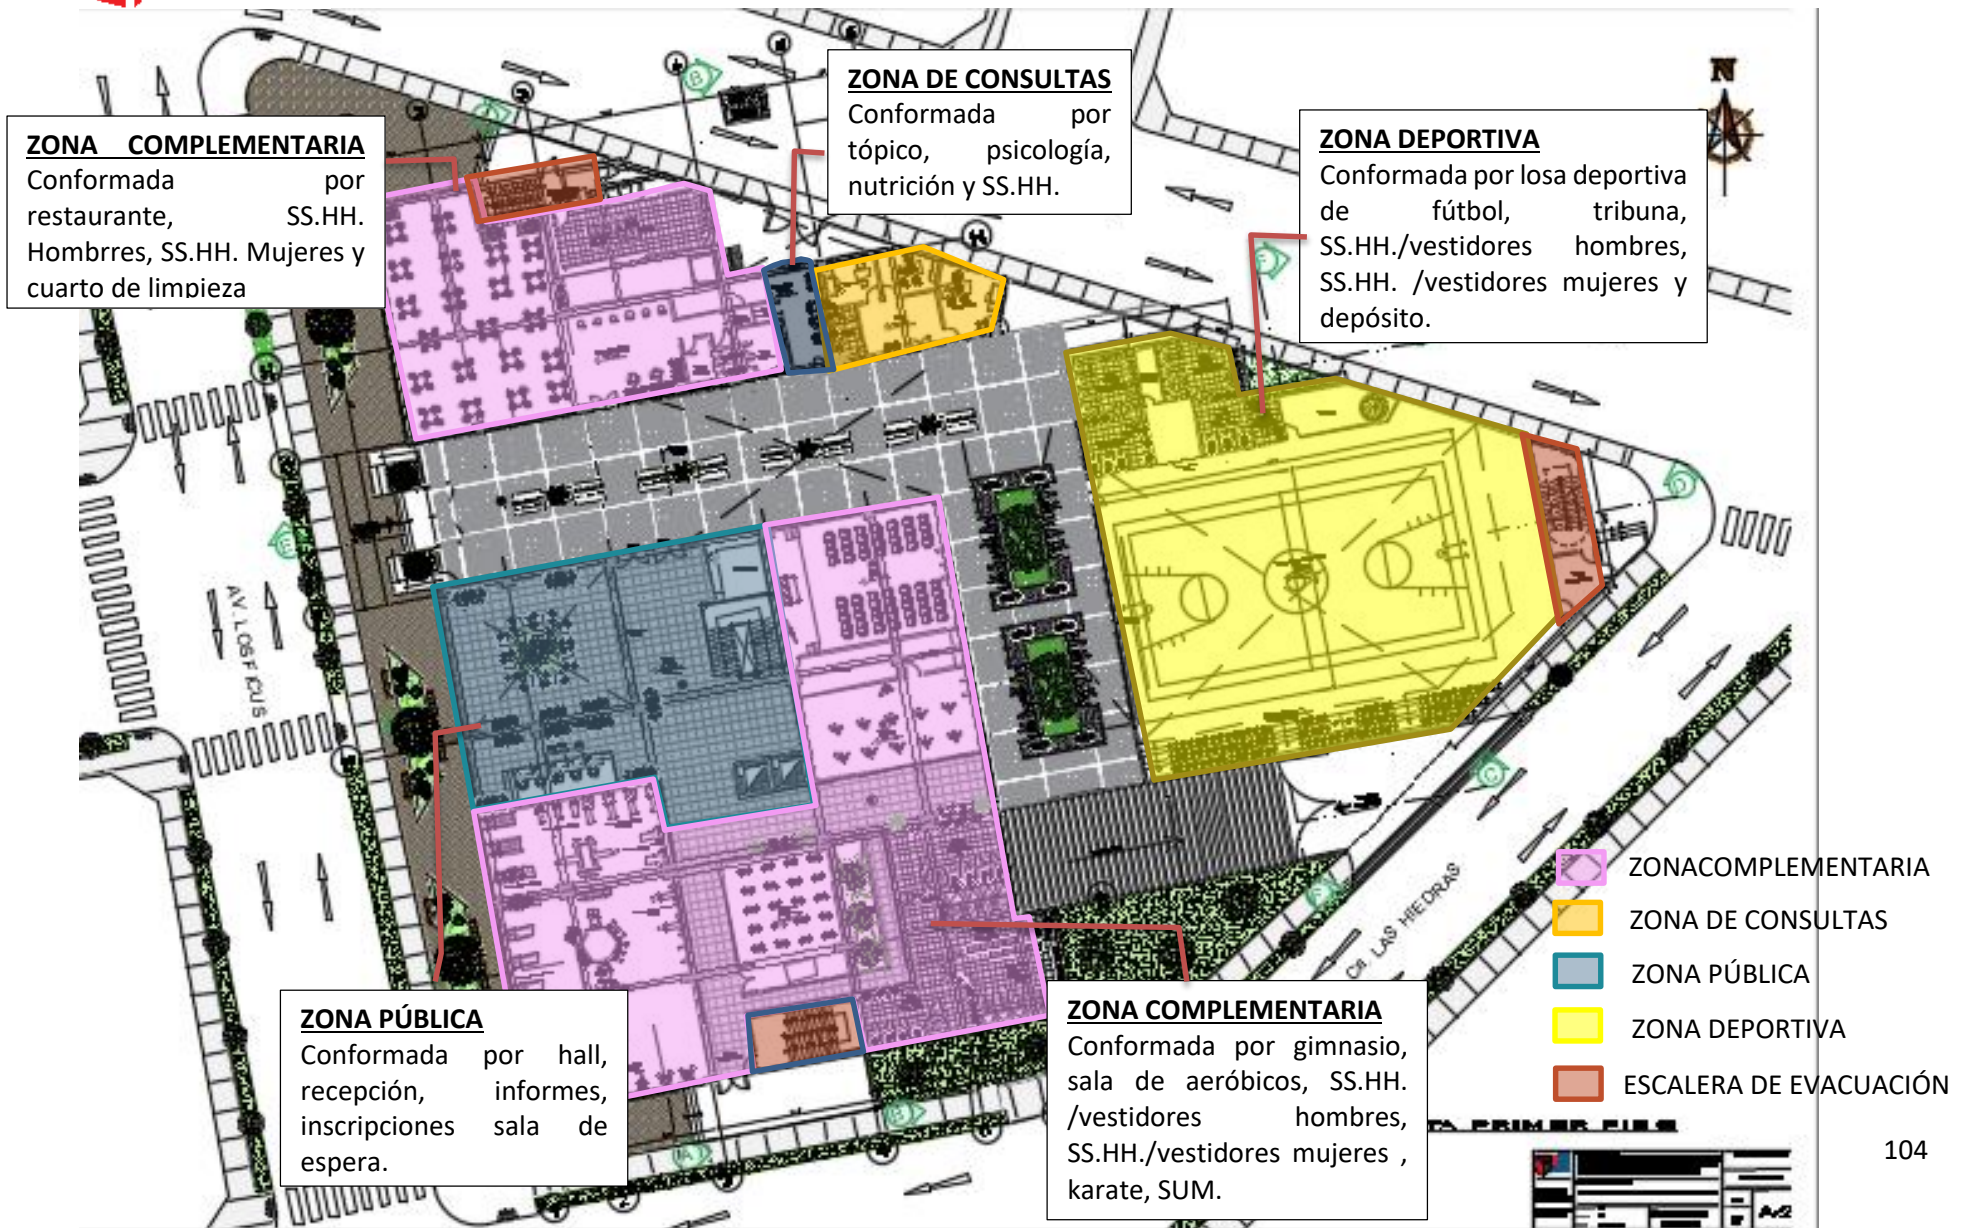 ZONA COMPLEMENTARIA
Conformada por
restaurante, SS.HH.
Hombrres, SS.HH. Mujeres y
cuarto de limpieza
ZONA DE CONSULTAS
Conformada por
tópico, psicología,
nutrición y SS.HH.
ZONA DEPORTIVA
Conformada por losa deportiva
de fútbol, tribuna,
SS.HH./vestidores hombres,
SS.HH. /vestidores mujeres y
depósito.
N
AV. LOS FICUS
ZONA PÚBLICA
Conformada por hall,
recepción, informes,
inscripciones sala de
espera.
ZONA COMPLEMENTARIA
Conformada por gimnasio,
sala de aeróbicos, SS.HH.
/vestidores hombres,
SS.HH./vestidores mujeres ,
karate, SUM.
LAS HIEDRAS
ZONACOMPLEMENTARIA
ZONA DE CONSULTAS
ZONA PÚBLICA
ZONA DEPORTIVA
ESCALERA DE EVACUACIÓN
TA PRIMER PISO
104